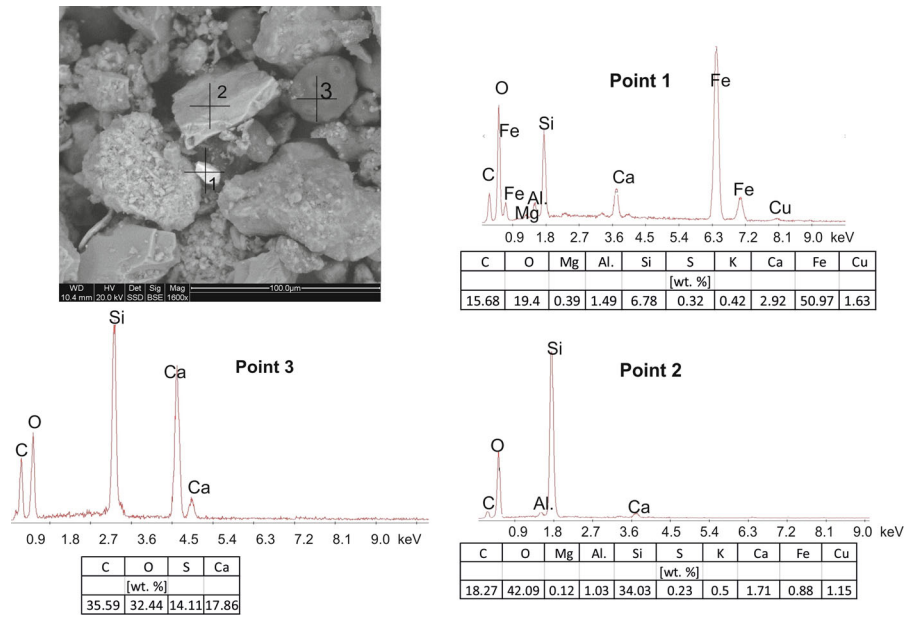 2
3
1
WD HV Det Sig Mag
10.4 mm 20.0 kV SSD BSE 1600x 100.0µm
Point 1
Fe
O
Fe
Si
C
Ca
Fe
Al.
Mg
Fe
Cu
0.9 1.8 2.7 3.6 4.5 5.4 6.3 7.2 8.1 9.0 keV
C O Mg Al. Si S K Ca Fe Cu
[wt. %]
15.68 19.4 0.39 1.49 6.78 0.32 0.42 2.92 50.97 1.63
Si
Point 3
Ca
O
C
Ca
0.9 1.8 2.7 3.6 4.5 5.4 6.3 7.2 8.1 9.0 keV
C O S Ca
[wt. %]
35.59 32.44 14.11 17.86
Si
Point 2
O
C
Al.
Ca
0.9 1.8 2.7 3.6 4.5 5.4 6.3 7.2 8.1 9.0 keV
C O Mg Al. Si S K Ca Fe Cu
[wt. %]
18.27 42.09 0.12 1.03 34.03 0.23 0.5 1.71 0.88 1.15